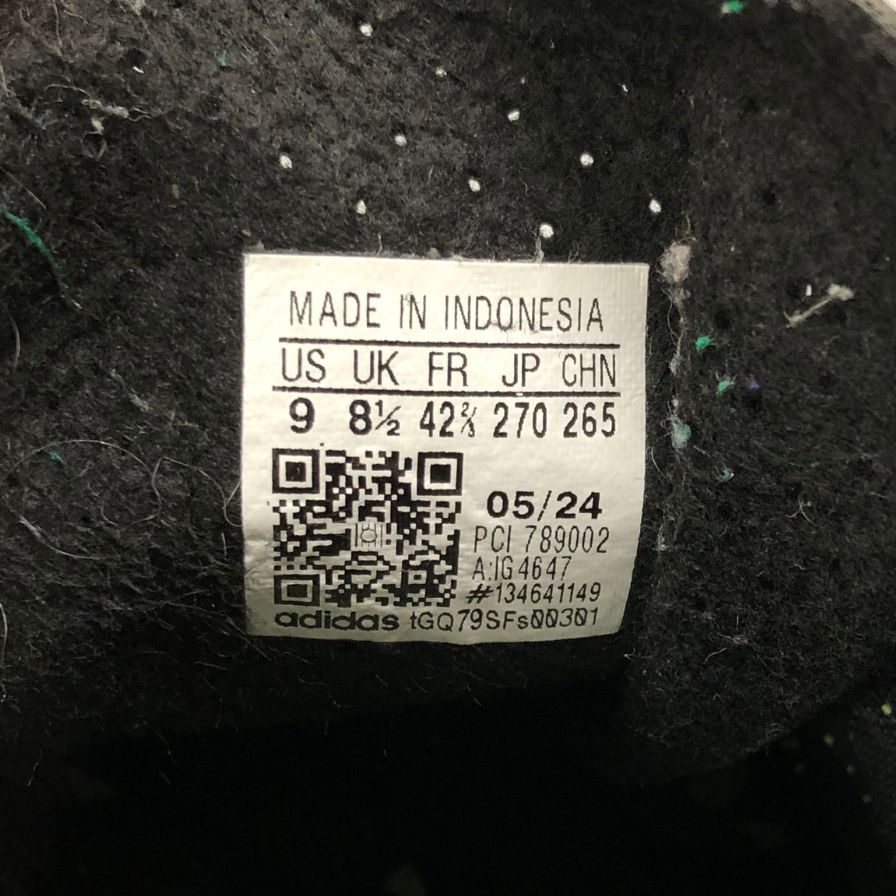 MADE IN INDONESIA
US UK FR JP CHN
9 8½ 42⅔ 270 265
05/24
PCI 789002
A:IG4647
#134641149
adidas tGQ79SFs00301